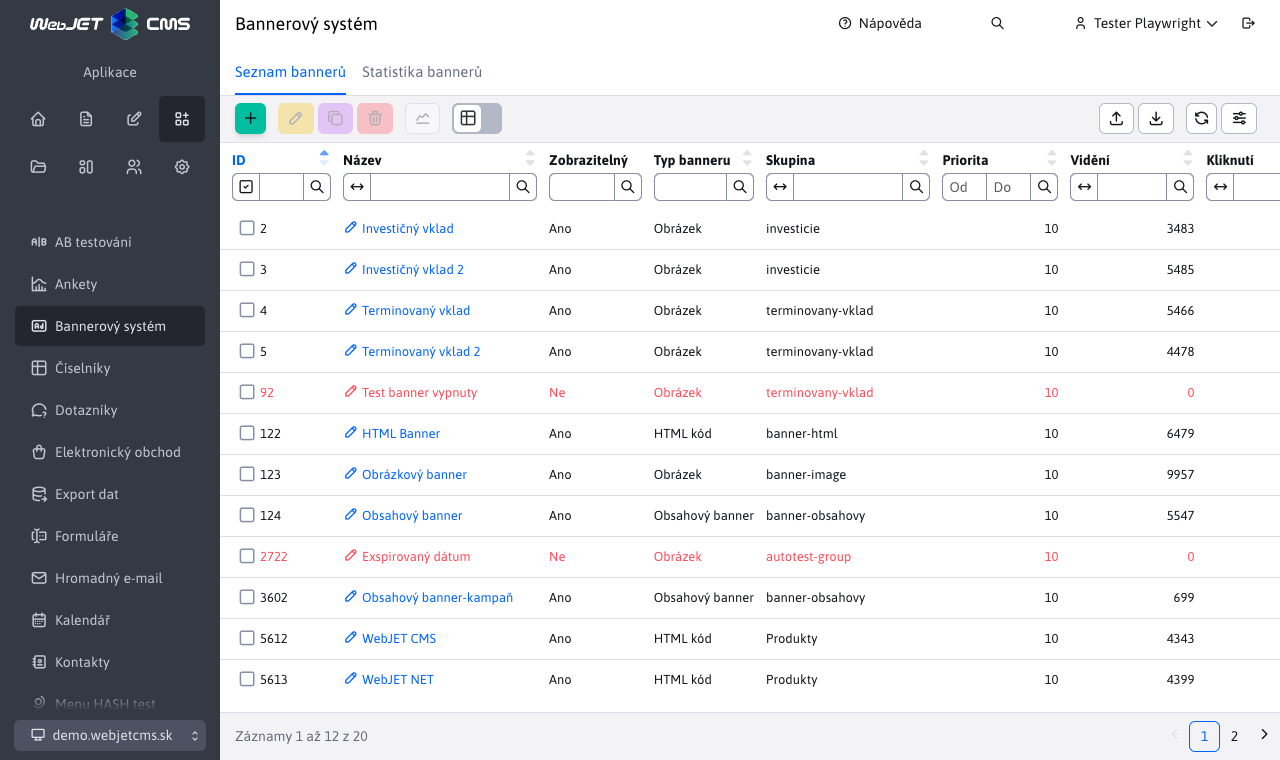 WebJET CMS
Bannerový systém
Nápověda
Tester Playwright
Aplikace
Seznam bannerů
Statistika bannerů
AB testování
Ankety
Bannerový systém
Číselníky
Dotazníky
Elektronický obchod
Export dat
Formuláře
Hromadný e-mail
Kalendář
Kontakty
Menu HASH test
demo.webjetcms.sk
ID Název Zobrazitelný Typ banneru Skupina Priorita Vidění Kliknutí
Od Do
2 Investičný vklad Ano Obrázek investicie 10 3483
3 Investičný vklad 2 Ano Obrázek investicie 10 5485
4 Terminovaný vklad Ano Obrázek terminovany-vklad 10 5466
5 Terminovaný vklad 2 Ano Obrázek terminovany-vklad 10 4478
92 Test banner vypnuty Ne Obrázek terminovany-vklad 10 0
122 HTML Banner Ano HTML kód banner-html 10 6479
123 Obrázkový banner Ano Obrázek banner-image 10 9957
124 Obsahový banner Ano Obsahový banner banner-obsahovy 10 5547
2722 Exspirovaný dátum Ne Obrázek autotest-group 10 0
3602 Obsahový banner-kampaň Ano Obsahový banner banner-obsahovy 10 699
5612 WebJET CMS Ano HTML kód Produkty 10 4343
5613 WebJET NET Ano HTML kód Produkty 10 4399
Záznamy 1 až 12 z 20
1 2